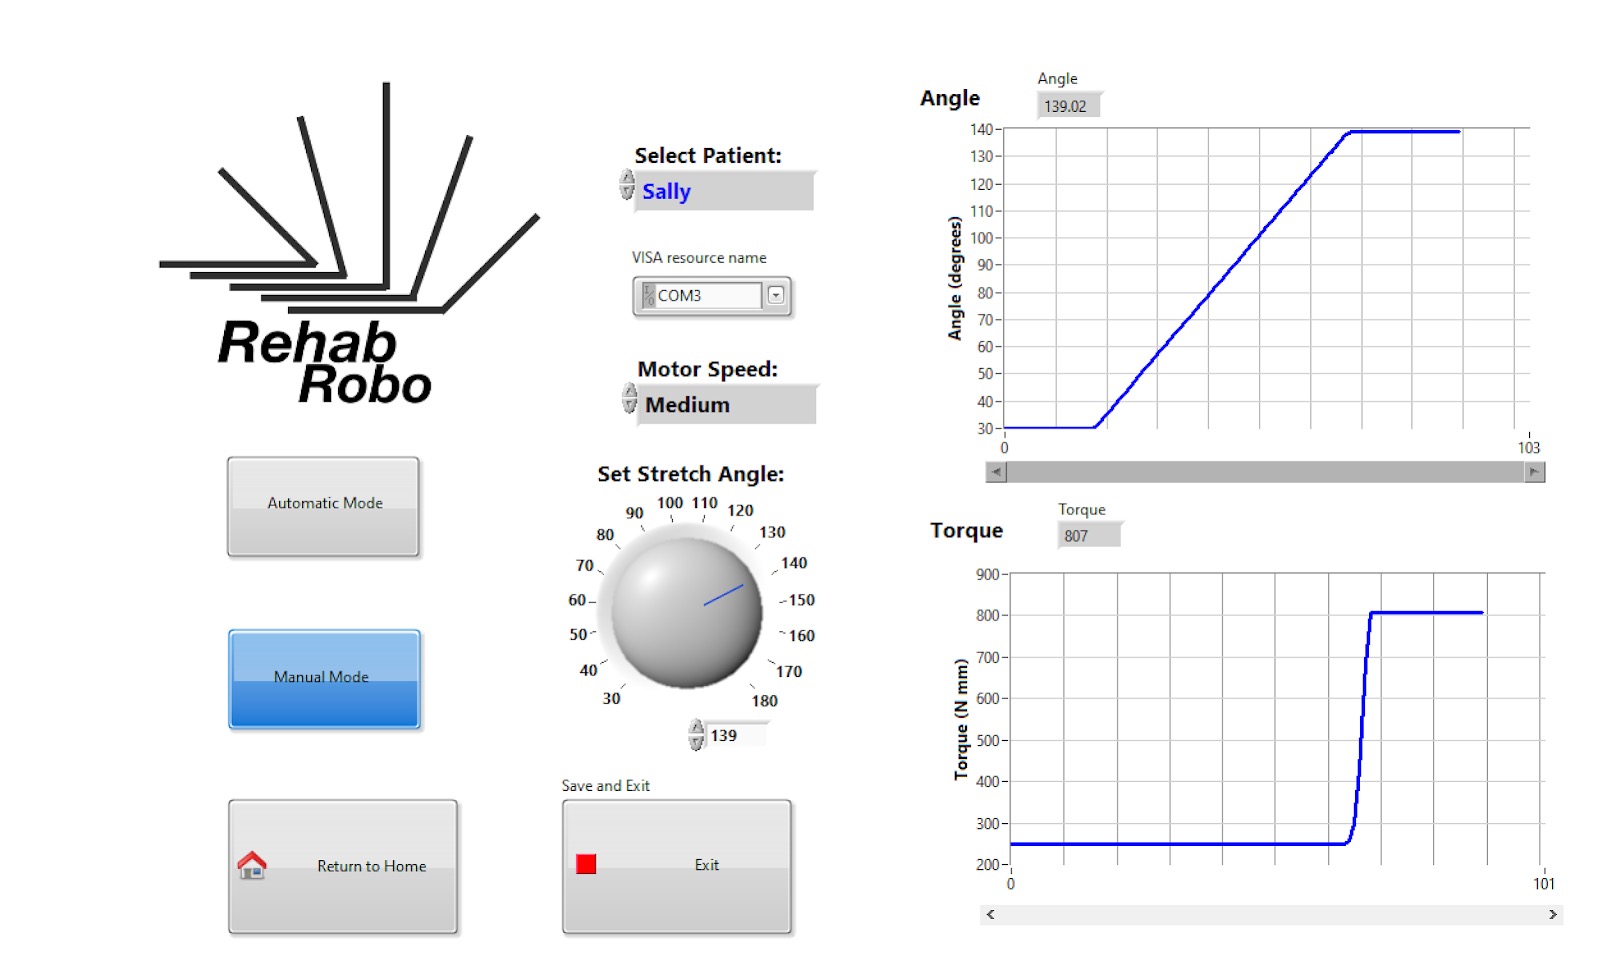 Rehab
Robo
Automatic Mode
Manual Mode
Return to Home
Select Patient:
Sally
VISA resource name
I/O COM3
Motor Speed:
Medium
Set Stretch Angle:
30
40
50
60
70
80
90
100
110
120
130
140
150
160
170
180
139
Save and Exit
Exit
Angle
Angle
139.02
Angle (degrees)
140
130
120
110
100
90
80
70
60
50
40
30
0
103
Torque
Torque
807
Torque (N mm)
900
800
700
600
500
400
300
200
0
101